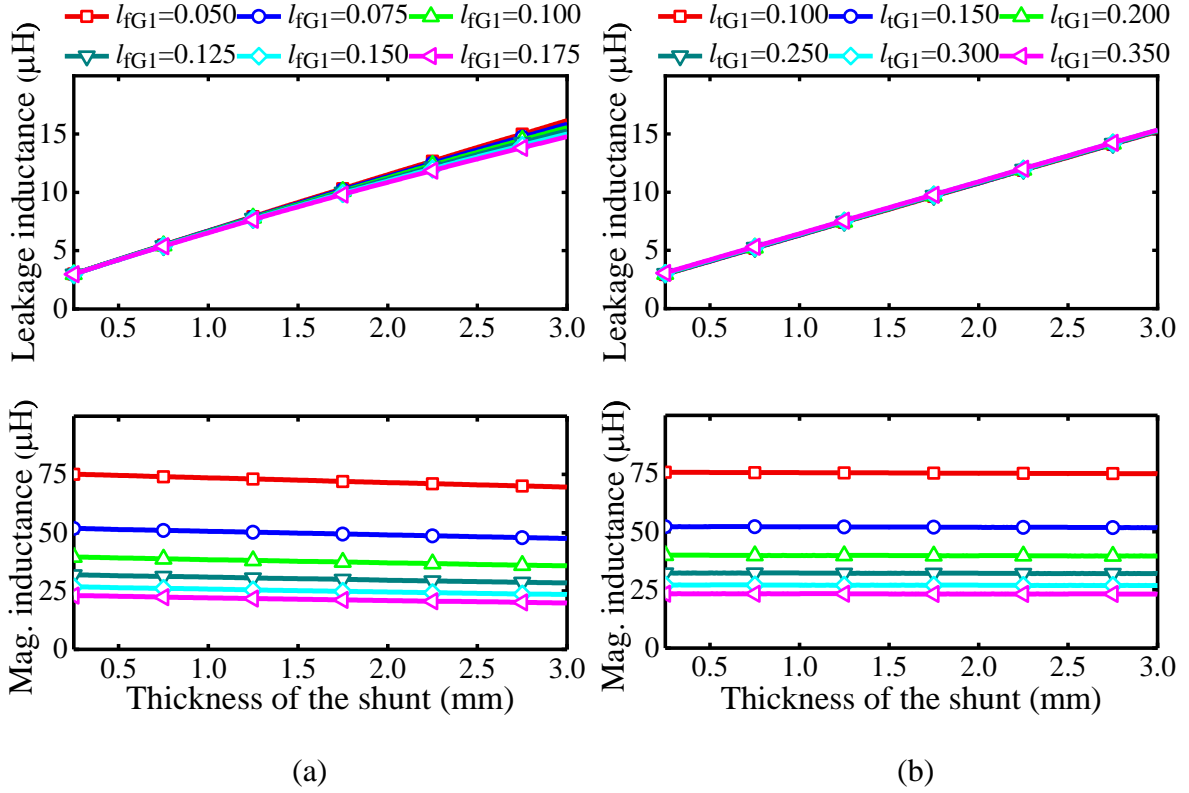 lfG1=0.050 lfG1=0.075 lfG1=0.100
lfG1=0.125 lfG1=0.150 lfG1=0.175
Leakage inductance (μH)
15
10
5
0
0.5 1.0 1.5 2.0 2.5 3.0
Mag. inductance (μH)
75
50
25
0
0.5 1.0 1.5 2.0 2.5 3.0
Thickness of the shunt (mm)
(a)
ltG1=0.100 ltG1=0.150 ltG1=0.200
ltG1=0.250 ltG1=0.300 ltG1=0.350
Leakage inductance (μH)
15
10
5
0
0.5 1.0 1.5 2.0 2.5 3.0
Mag. inductance (μH)
75
50
25
0
0.5 1.0 1.5 2.0 2.5 3.0
Thickness of the shunt (mm)
(b)